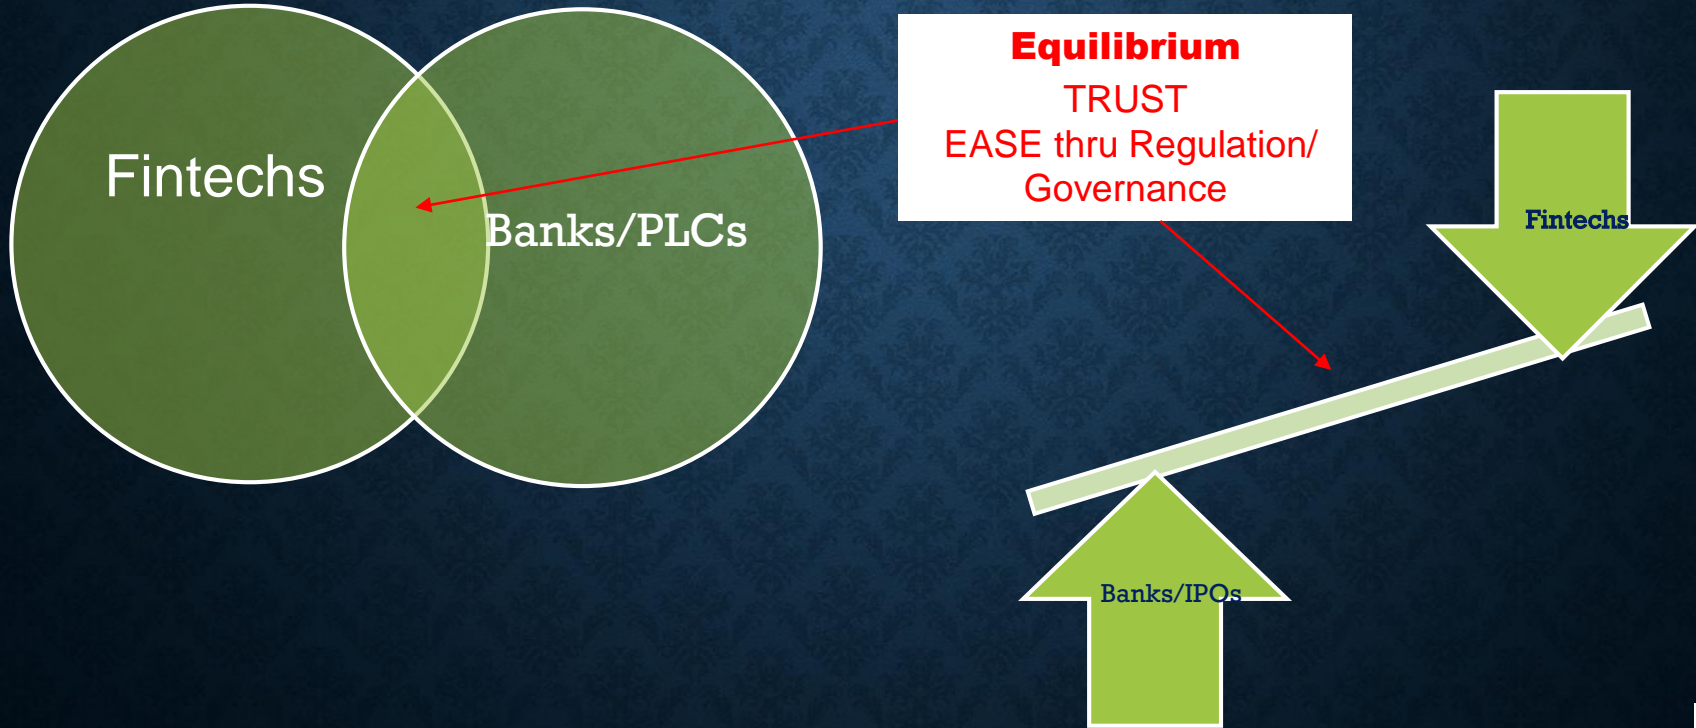 Fintechs
Banks/PLCs
Equilibrium
TRUST
EASE thru Regulation/
Governance
Fintechs
Banks/IPOs